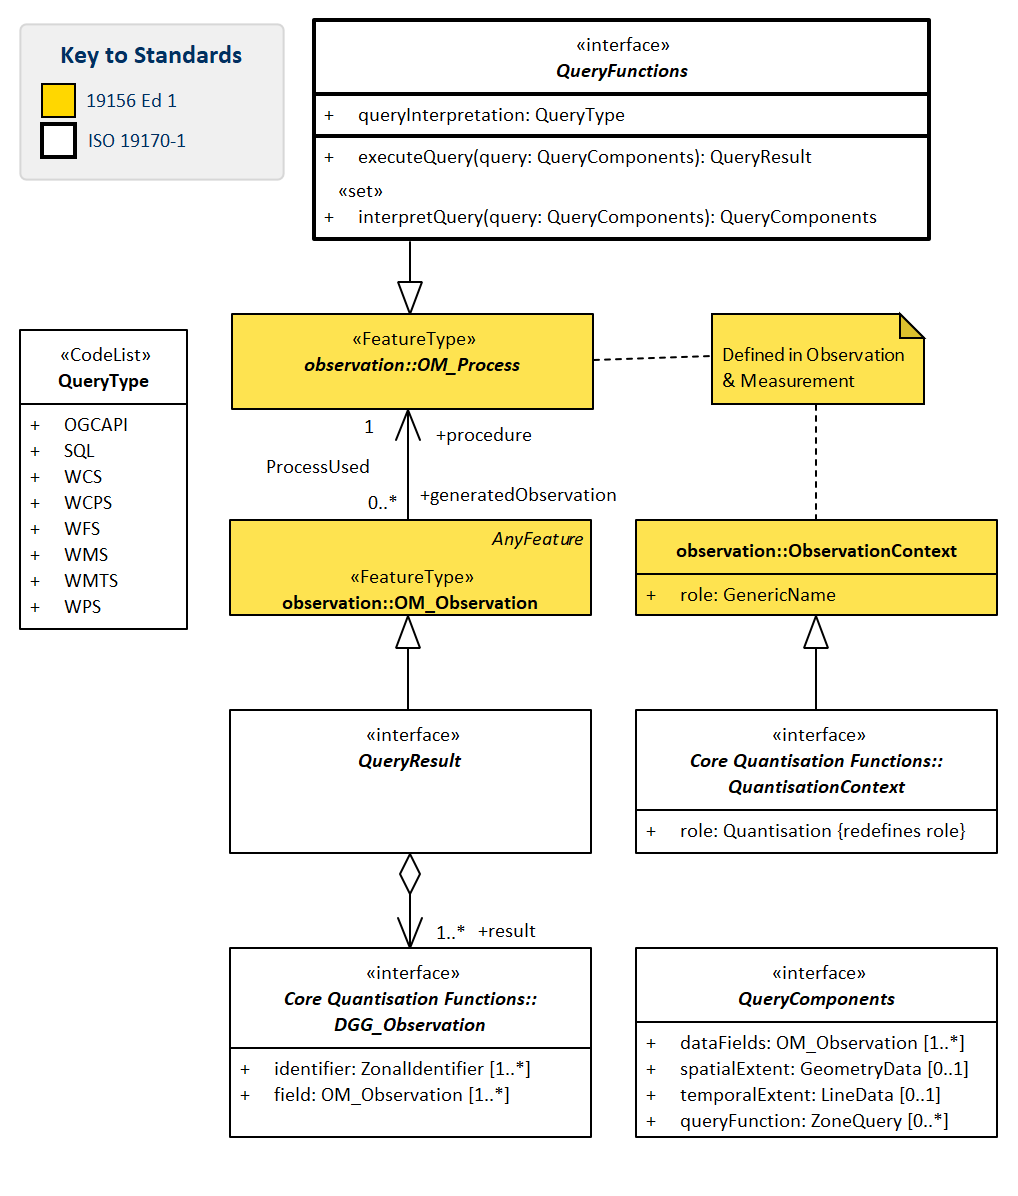 Key to Standards
19156 Ed 1
ISO 19170-1
«interface»
QueryFunctions
+ queryInterpretation: QueryType
+ executeQuery(query: QueryComponents): QueryResult
«set»
+ interpretQuery(query: QueryComponents): QueryComponents
«CodeList»
QueryType
+ OGCAPI
+ SQL
+ WCS
+ WCPS
+ WFS
+ WMS
+ WMTS
+ WPS
«FeatureType»
observation::OM_Process
Defined in Observation
& Measurement
1
+procedure
ProcessUsed
0..*
+generatedObservation
AnyFeature
«FeatureType»
observation::OM_Observation
observation::ObservationContext
+ role: GenericName
«interface»
QueryResult
«interface»
Core Quantisation Functions::
QuantisationContext
+ role: Quantisation {redefines role}
1..* +result
«interface»
Core Quantisation Functions::
DGG_Observation
+ identifier: ZonalIdentifier [1..*]
+ field: OM_Observation [1..*]
«interface»
QueryComponents
+ dataFields: OM_Observation [1..*]
+ spatialExtent: GeometryData [0..1]
+ temporalExtent: LineData [0..1]
+ queryFunction: ZoneQuery [0..*]